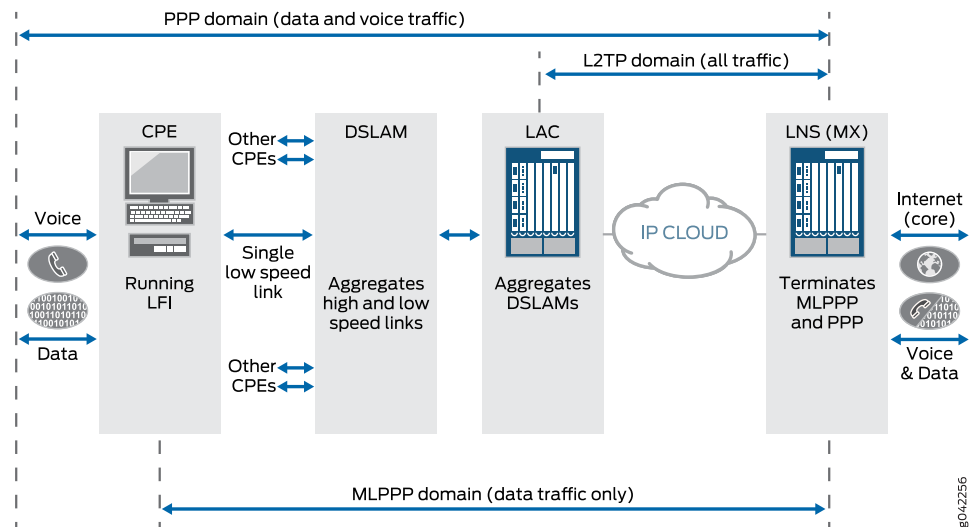 PPP domain (data and voice traffic)
L2TP domain (all traffic)
CPE
DSLAM
LAC
LNS (MX)
Other
CPEs
Voice
Internet
(core)
IP CLOUD
Single
low speed
link
Running
LFI
Aggregates
high and low
speed links
Aggregates
DSLAMs
Terminates
MLPPP
and PPP
Data
Other
CPEs
Voice
& Data
MLPPP domain (data traffic only)
g042256